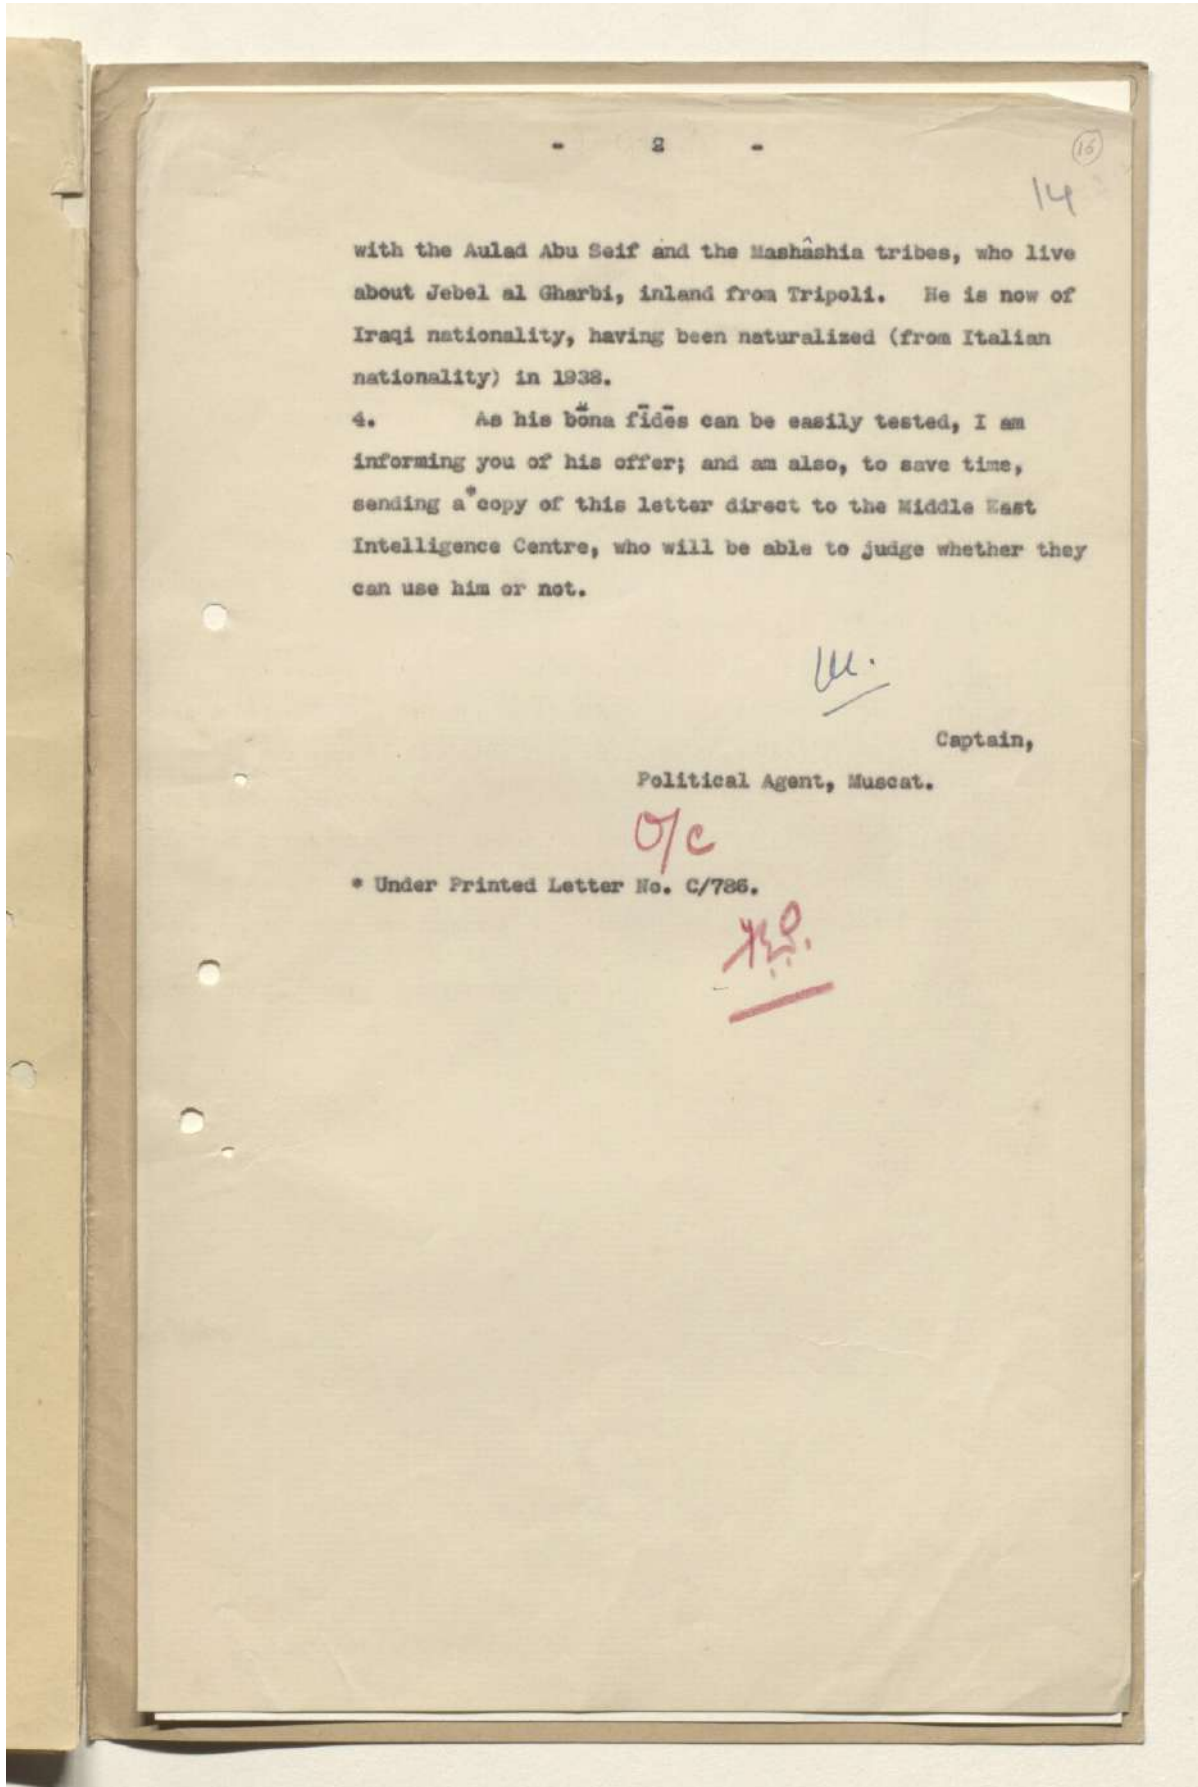 - 2 -
16
14
with the Aulad Abu Seif and the Mashâshia tribes, who live
about Jebel al Gharbi, inland from Tripoli. He is now of
Iraqi nationality, having been naturalized (from Italian
nationality) in 1938.
4. As his bŏna fīdēs can be easily tested, I am
informing you of his offer; and am also, to save time,
sending a*copy of this letter direct to the Middle East
Intelligence Centre, who will be able to judge whether they
can use him or not.
Captain,
Political Agent, Muscat.
O/C
* Under Printed Letter No. C/786.